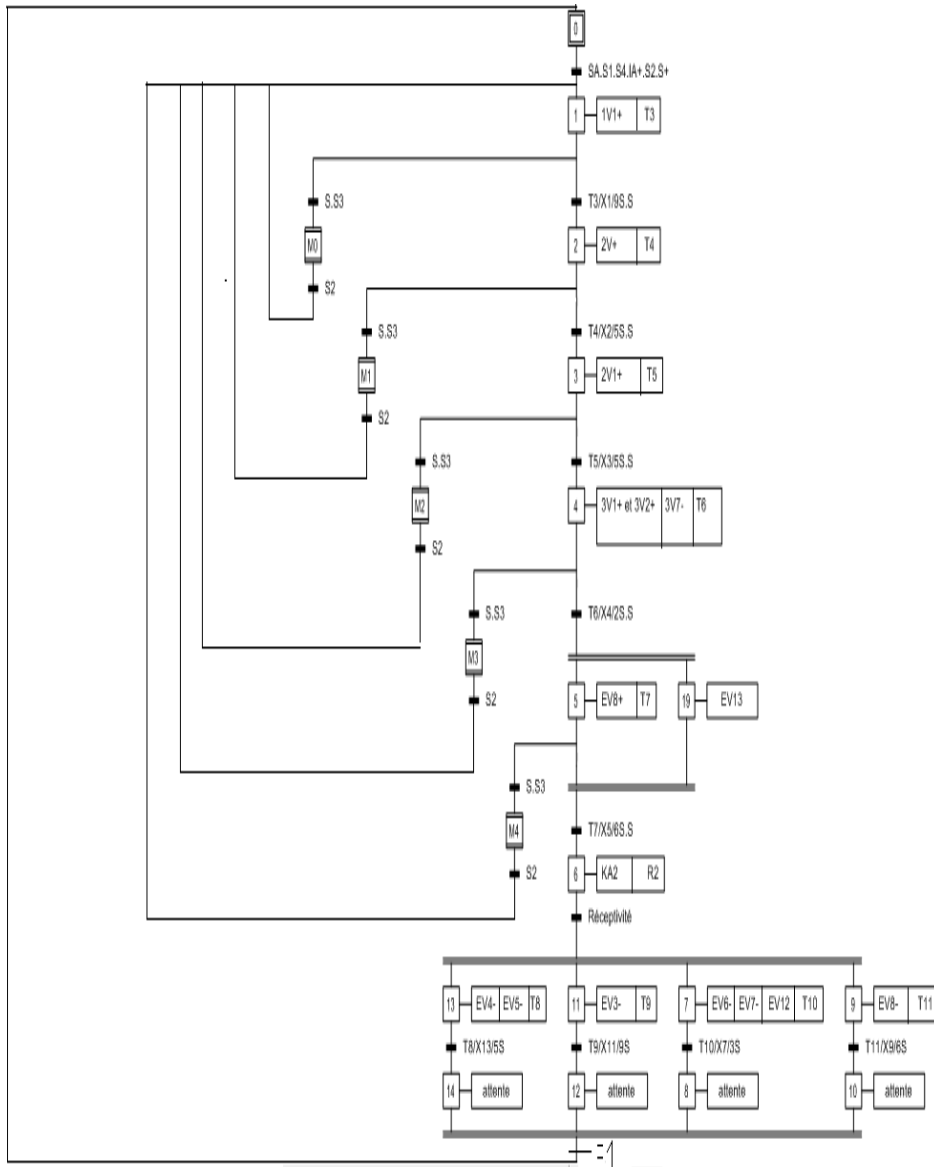 0
SA.S1.S4.IA+.S2.S+
1 1V1+ T3
S.S3 T3/X1/9S.S
M0 2 2V+ T4
S2
S.S3 T4/X2/5S.S
M1 3 2V1+ T5
S2
S.S3 T5/X3/5S.S
M2 4 3V1+ et 3V2+ 3V7- T6
S2
S.S3 T6/X4/2S.S
M3 5 EV8+ T7 19 EV13
S2
S.S3
M4 T7/X5/6S.S
S2 6 KA2 R2
Réceptivité
13 EV4- EV5- T8 11 EV3- T9 7 EV6- EV7- EV12 T10 9 EV8- T11
T8/X13/5S T9/X11/9S T10/X7/3S T11/X9/6S
14 attente 12 attente 8 attente 10 attente
=1